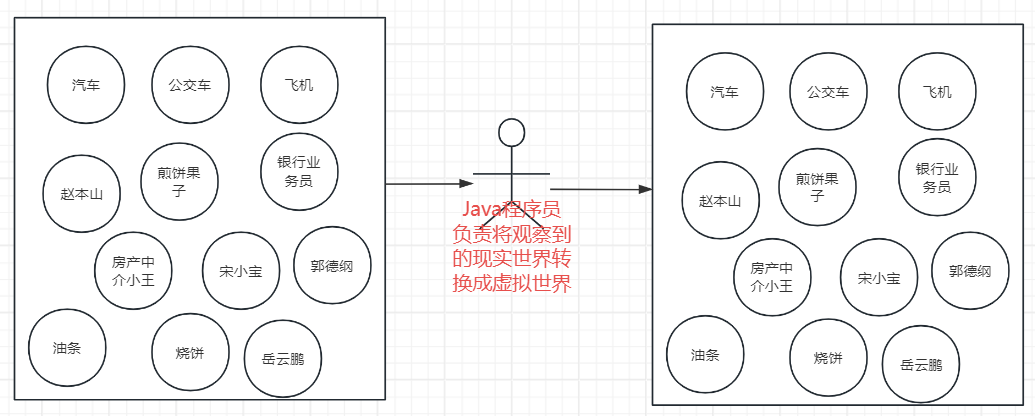 汽车
公交车
飞机
赵本山
煎饼果
子
银行业
务员
房产中
介小王
宋小宝
郭德纲
油条
烧饼
岳云鹏
Java程序员
负责将观察到
的现实世界转
换成虚拟世界
汽车
公交车
飞机
赵本山
煎饼果
子
银行业
务员
房产中
介小王
宋小宝
郭德纲
油条
烧饼
岳云鹏